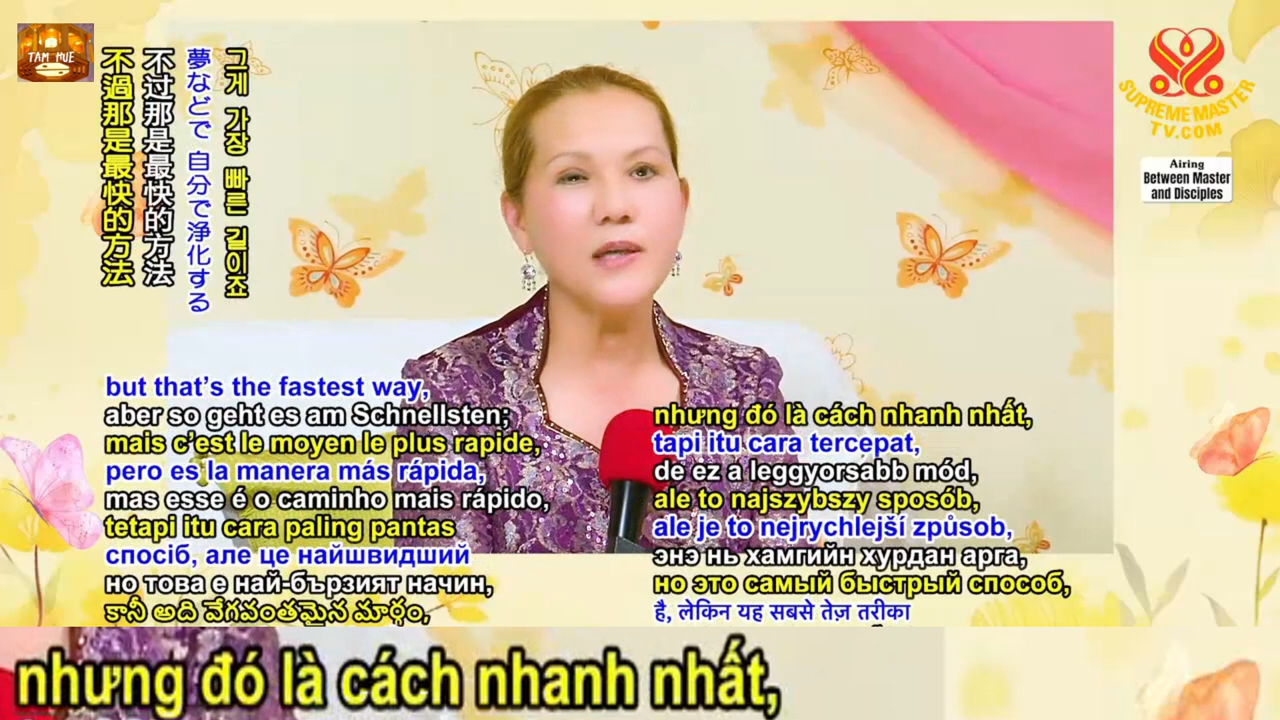 TAM HUE
不過那是最快的方法
不过那是最快的方法
夢などで 自分で浄化する
그게 가장 빠른 길이죠
SUPREME MASTER
TV.COM
Airing
Between Master
and Disciples
but that's the fastest way,
aber so geht es am Schnellsten;
mais c'est le moyen le plus rapide,
pero es la manera más rápida,
mas esse é o caminho mais rápido,
tetapi itu cara paling pantas
спосіб, але це найшвидший
но това е най-бързият начин,
కానీ అది వేగవంతమైన మార్గం,
nhưng đó là cách nhanh nhất,
tapi itu cara tercepat,
de ez a leggyorsabb mód,
ale to najszybszy sposób,
ale je to nejrychlejší způsob,
энэ нь хамгийн хурдан арга,
но это самый быстрый способ,
है, लेकिन यह सबसे तेज़ तरीका
nhưng đó là cách nhanh nhất,